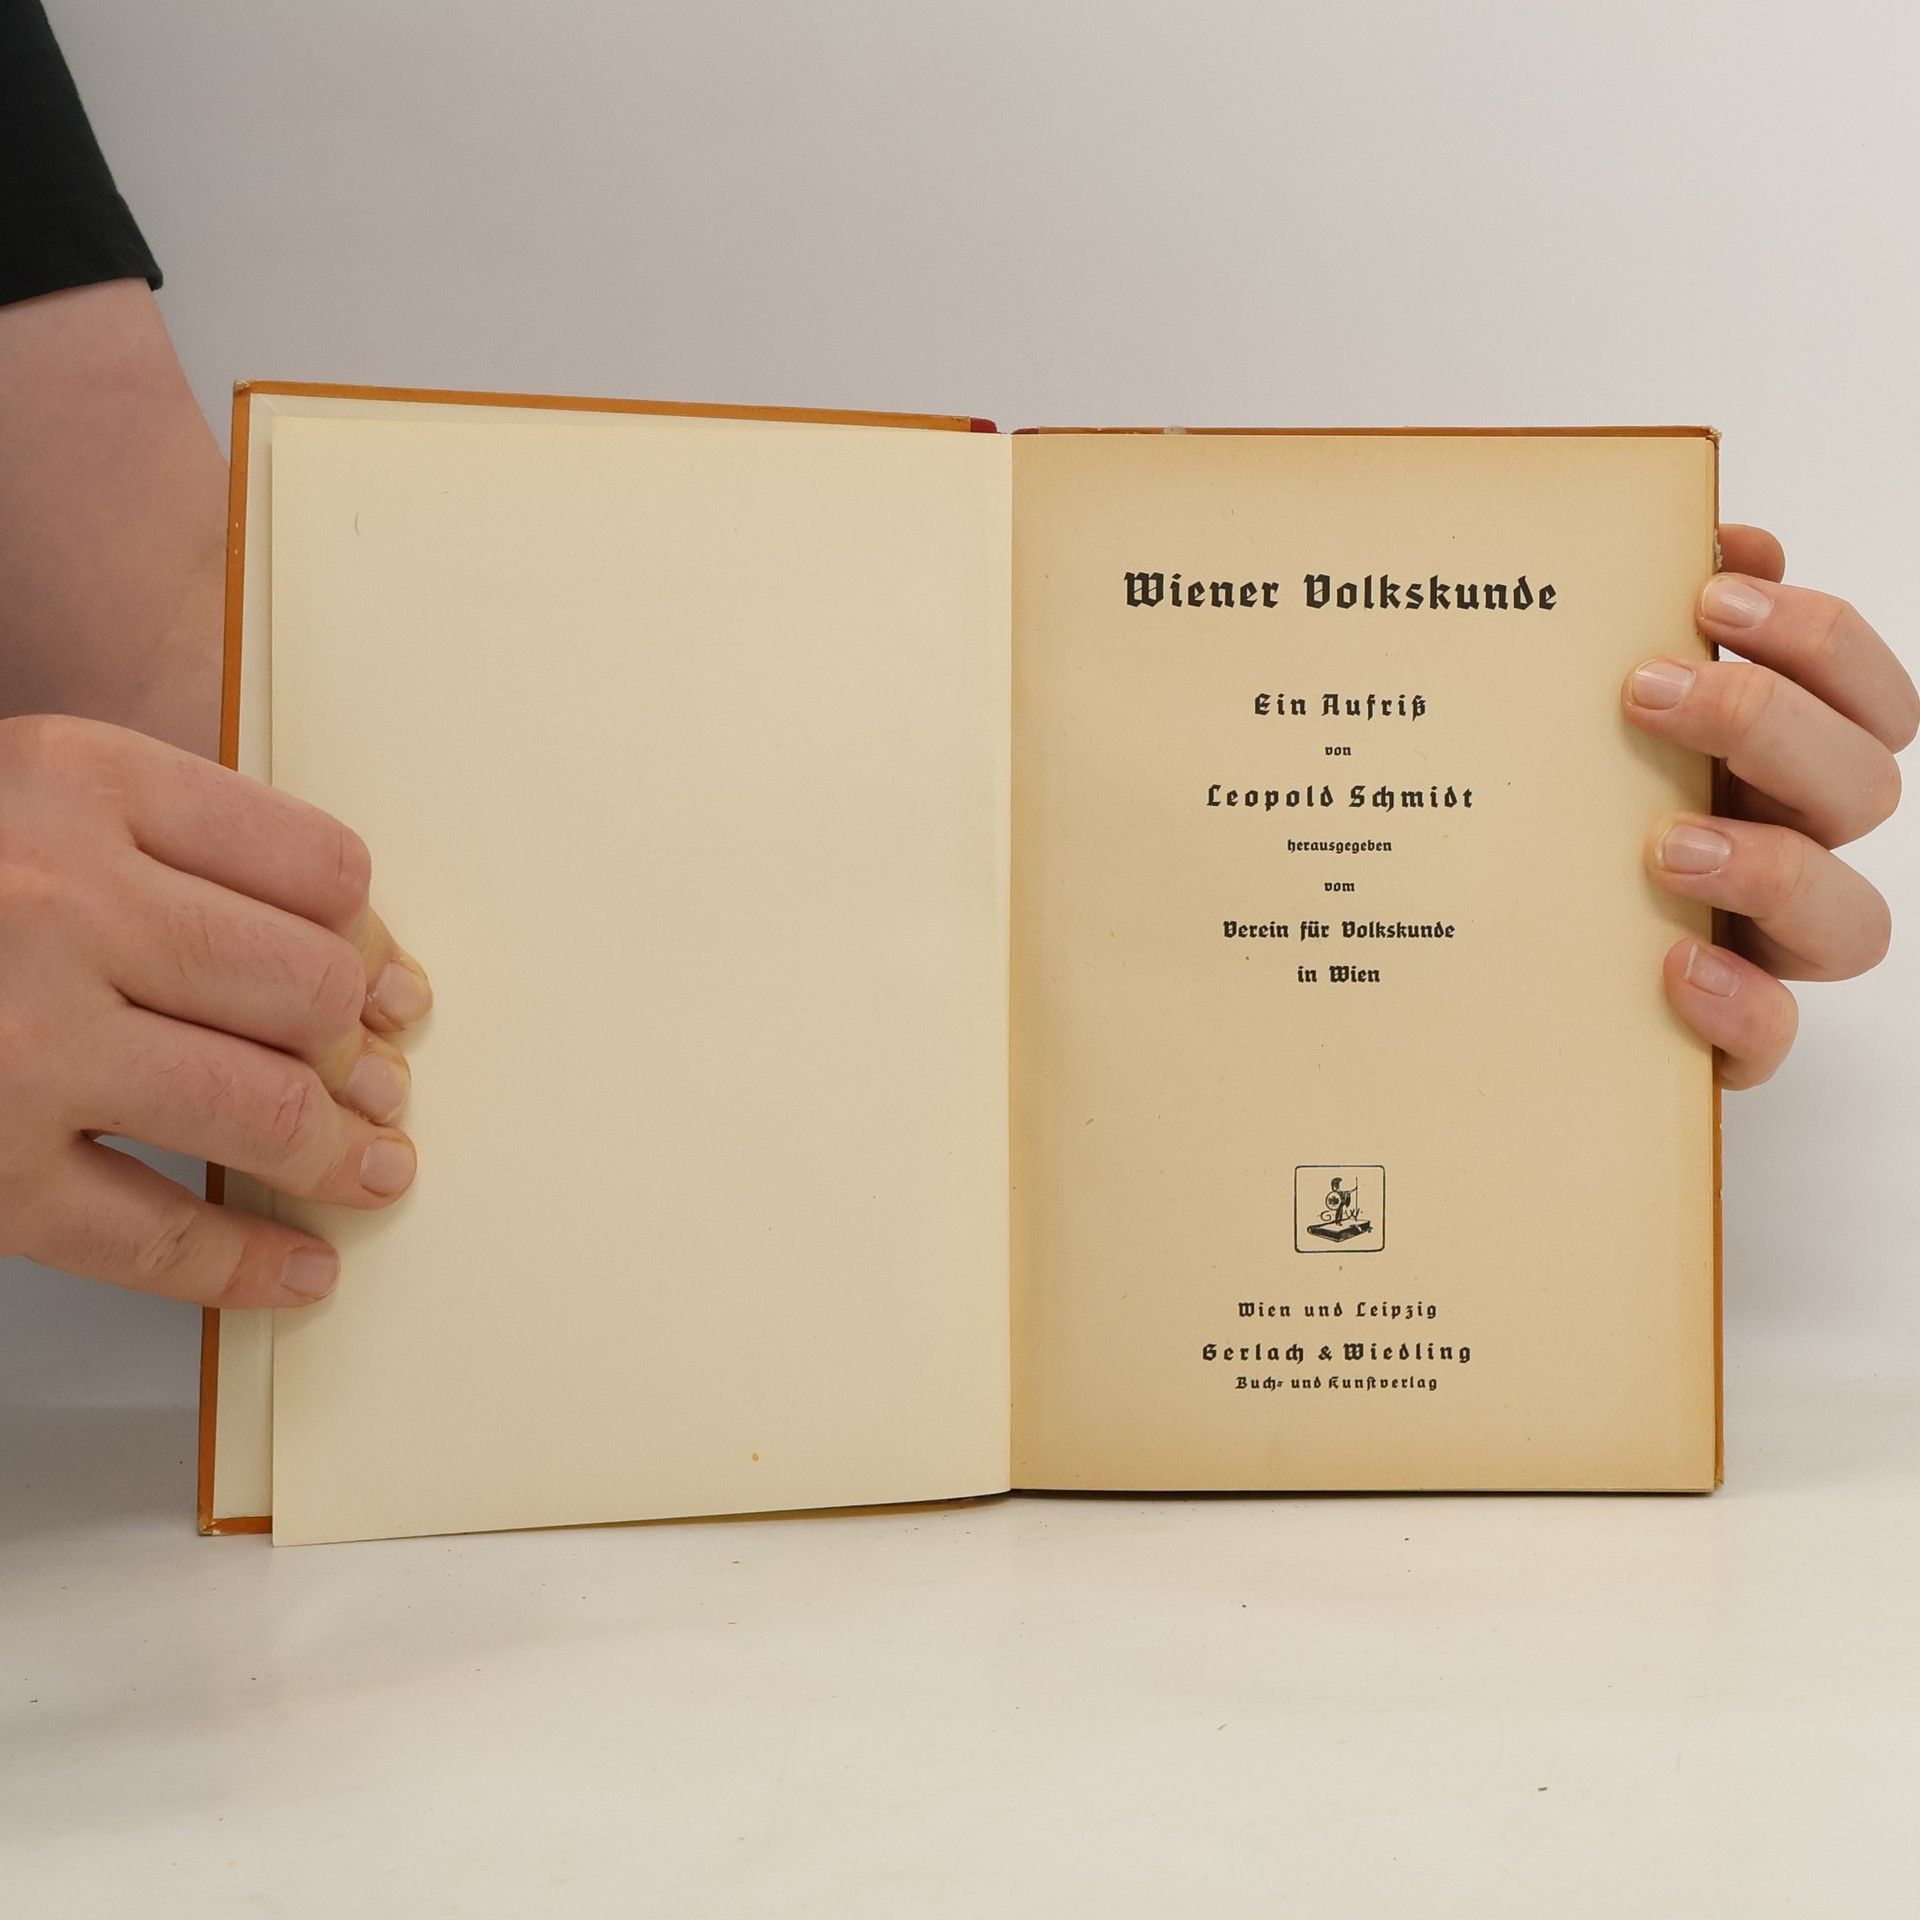 Wiener Volkskunde
Ein Aufriß
von
Leopold Schmidt
herausgegeben
vom
Verein für Volkskunde
in Wien
G W
Wien und Leipzig
Gerlach & Wiedling
Buch- und Kunstverlag